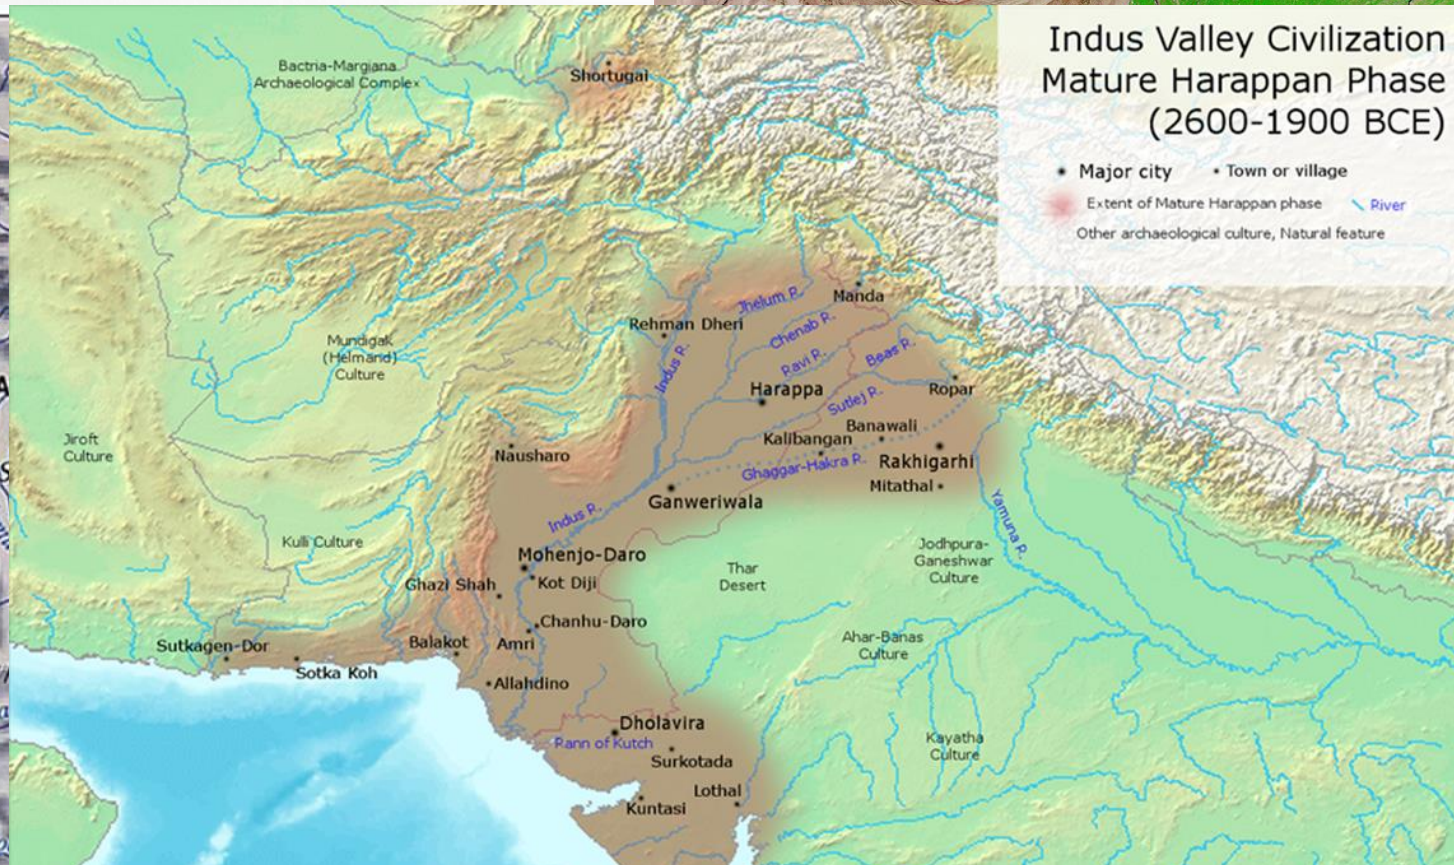 Indus Valley Civilization
Mature Harappan Phase
(2600-1900 BCE)
Major city
Town or village
Extent of Mature Harappan phase
River
Other archaeological culture, Natural feature
Bactria-Margiana
Archaeological Complex
Shortugai
Manda
Jhelum R.
Rehman Dheri
Chenab R.
Mundigak
(Helmand)
Culture
Indus R.
Ravi R.
Beas R.
Harappa
Ropar
Sutlej R.
Banawali
Jiroft
Culture
Kalibangan
Nausharo
Rakhigarhi
Ghaggar-Hakra R.
Mitathal
Ganweriwala
Indus R.
Yamuna R.
Kulli Culture
Mohenjo-Daro
Jodhpura-
Ganeshwar
Culture
Thar
Desert
Ghazi Shah
Kot Diji
Chanhu-Daro
Sutkagen-Dor
Balakot
Amri
Ahar-Banas
Culture
Sotka Koh
Allahdino
Dholavira
Rann of Kutch
Kayatha
Culture
Surkotada
Lothal
Kuntasi